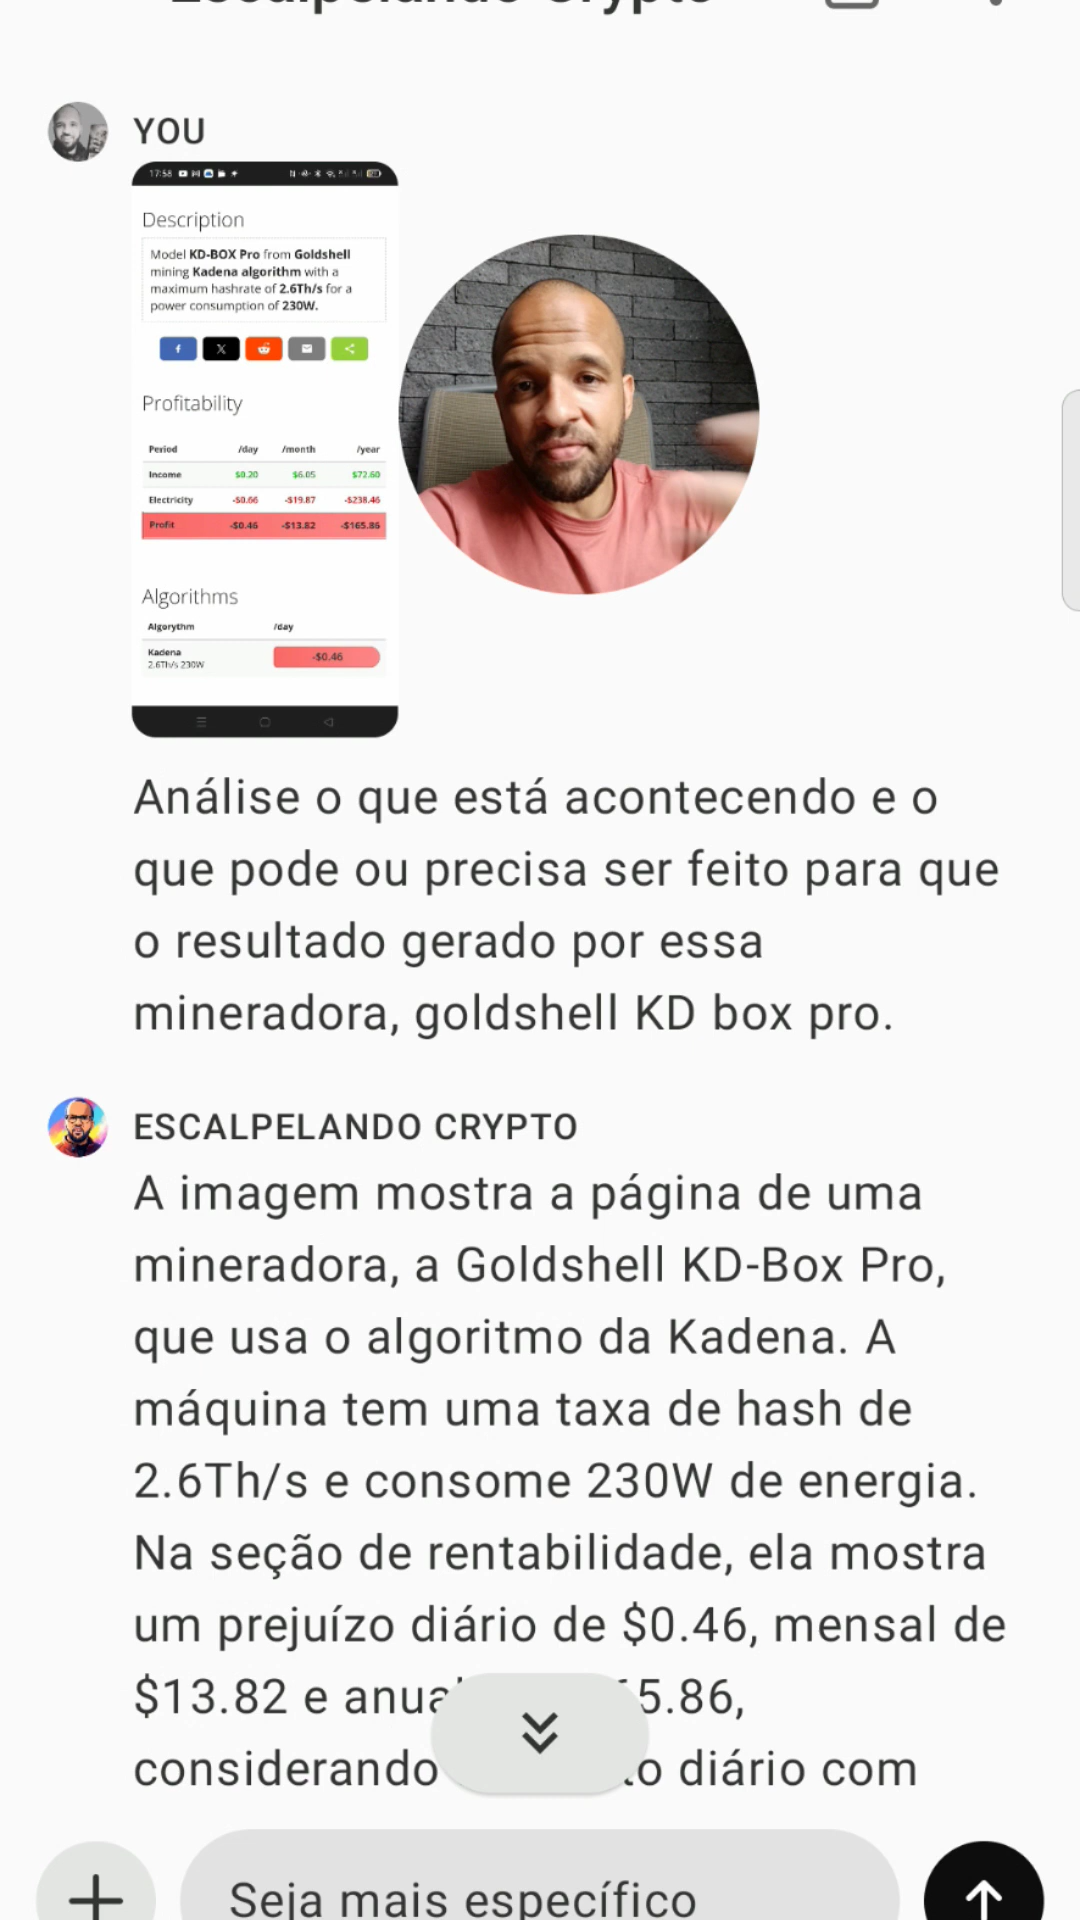 YOU
17:58
Description
Model KD-BOX Pro from Goldshell
mining Kadena algorithm with a
maximum hashrate of 2.6Th/s for a
power consumption of 230W.
Profitability
Period /day /month /year
Income $0.20 $6.05 $72.60
Electricity -$0.66 -$19.87 -$238.46
Profit -$0.46 -$13.82 -$165.86
Algorithms
Algorythm /day
Kadena
2.6Th/s 230W
-$0.46
Análise o que está acontecendo e o
que pode ou precisa ser feito para que
o resultado gerado por essa
mineradora, goldshell KD box pro.
ESCALPELANDO CRYPTO
A imagem mostra a página de uma
mineradora, a Goldshell KD-Box Pro,
que usa o algoritmo da Kadena. A
máquina tem uma taxa de hash de
2.6Th/s e consome 230W de energia.
Na seção de rentabilidade, ela mostra
um prejuízo diário de $0.46, mensal de
$13.82 e 5.86,
considerando diário com
Seja mais específico